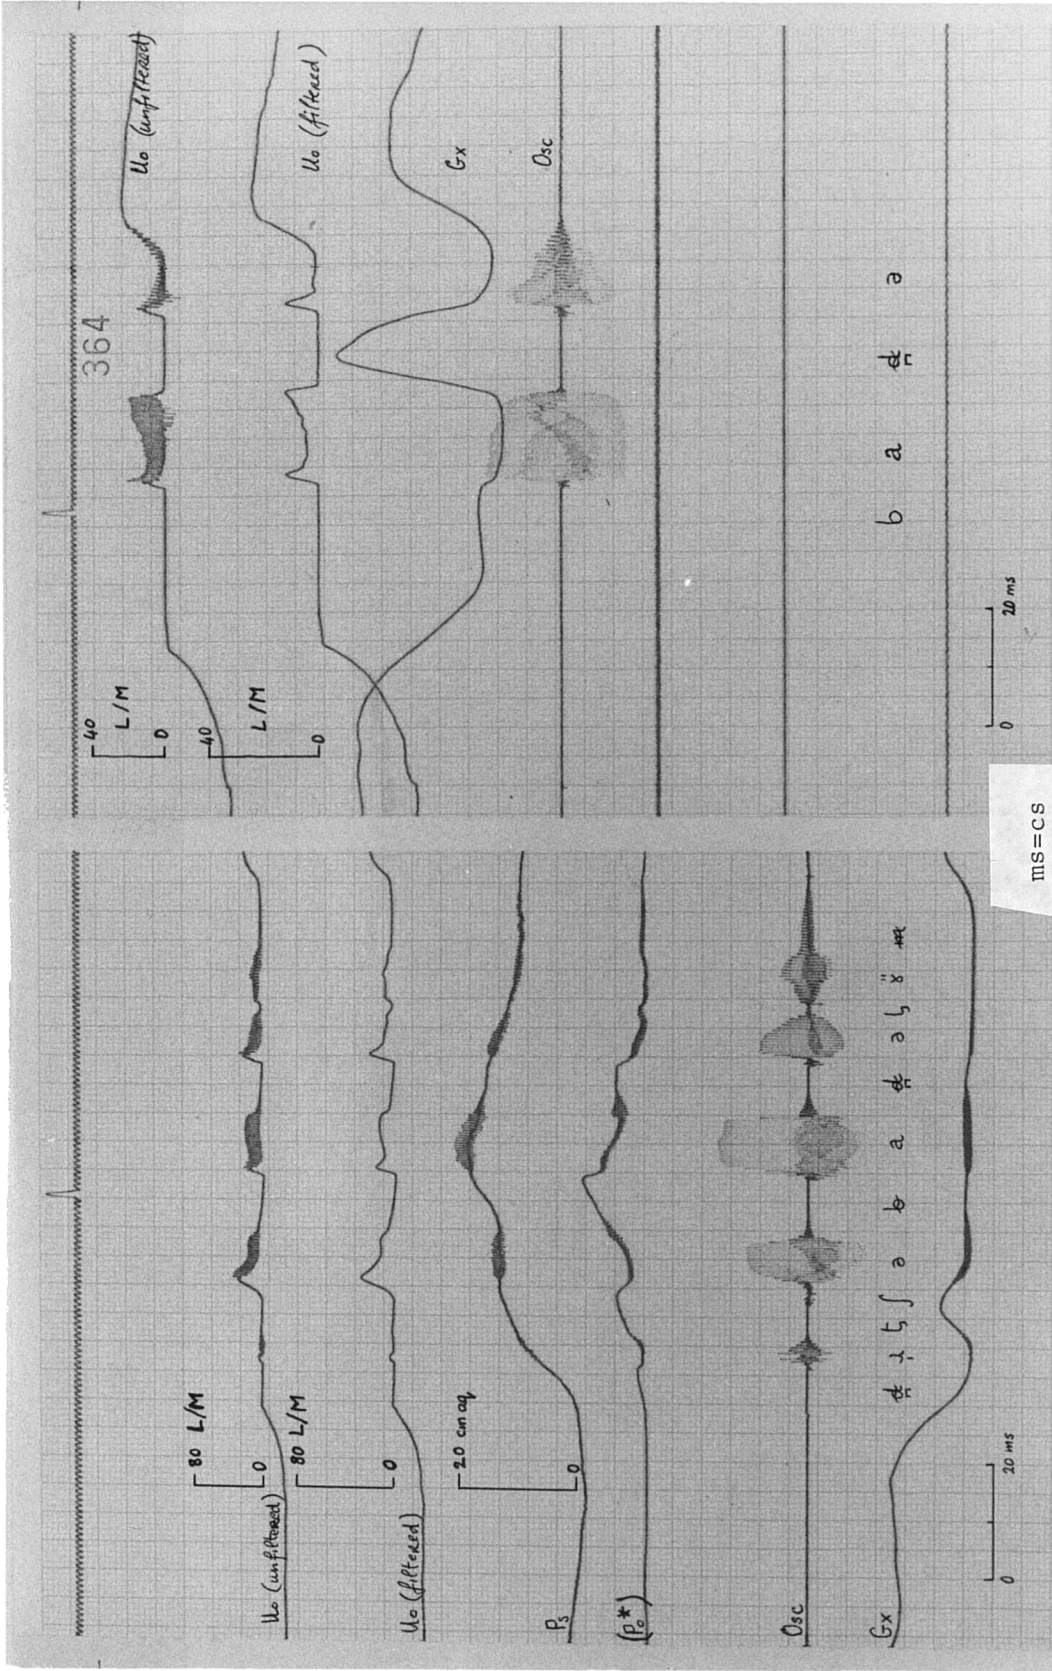 80 L/M
0
Uo (unfiltered)
80 L/M
0
Uo (filtered)
20 cm aq
0
Ps
(Po*)
Osc
Gx
0 20 ms
ms=cs
364
40
L/M
0
Uo (unfiltered)
40
L/M
0
Uo (filtered)
Gx
Osc
b a d̵ ə
0 20 ms